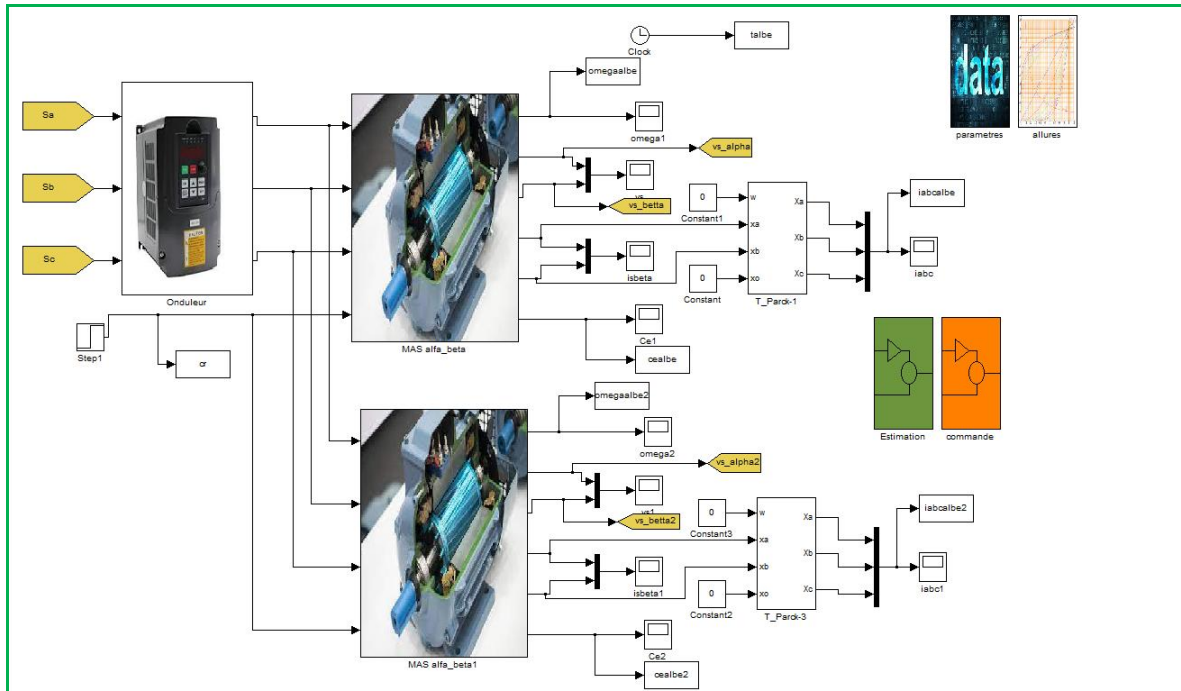 Clock
talbe
omegaalbe
data
parametres
allures
Sa
omega1
vs_alpha
vs
Sb
vs_betta
0
Constant1
w
xa
xb
xo
Xa
Xb
Xc
iabcalbe
Sc
isbeta
0
Constant
T_Parck-1
iabc
Onduleur
Step1
cr
MAS alfa_beta
Ce1
cealbe
omegaalbe2
Estimation
commande
omega2
vs_alpha2
vs1
vs_betta2
0
Constant3
w
xa
xb
xo
Xa
Xb
Xc
iabcalbe2
isbeta1
0
Constant2
T_Parck-3
iabc1
MAS alfa_beta1
Ce2
cealbe2